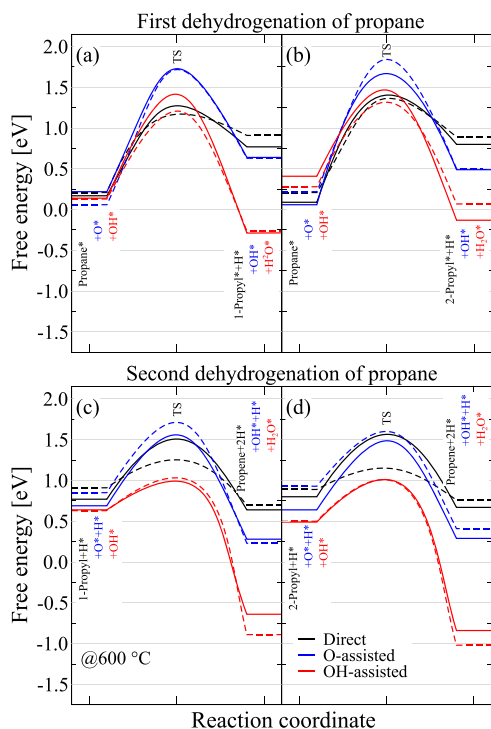 First dehydrogenation of propane
(a)
(b)
TS
TS
2.0
1.5
1.0
0.5
0.0
-0.5
-1.0
-1.5
Free energy [eV]
Propane*
+O*
+OH*
1-Propyl*+H*
+OH*
+H²O*
Propane*
+O*
+OH*
2-Propyl*+H*
+OH*
+H₂O*
Second dehydrogenation of propane
(c)
(d)
TS
TS
2.0
1.5
1.0
0.5
0.0
-0.5
-1.0
-1.5
Free energy [eV]
1-Propyl+H*
+O*+H*
+OH*
Propene+2H*
+OH*+H*
+H₂O*
2-Propyl+H*
+O*+H*
+OH*
Propene+2H*
+OH*+H*
+H₂O*
@600 °C
Direct
O-assisted
OH-assisted
Reaction coordinate